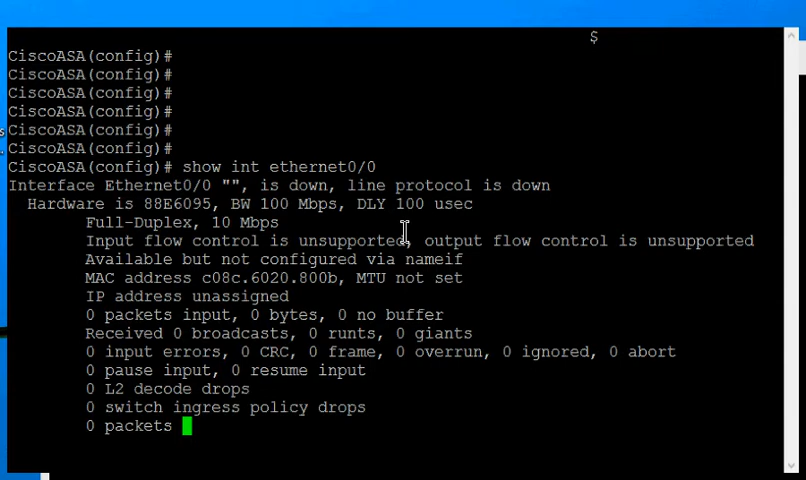 $
CiscoASA(config)#
CiscoASA(config)#
CiscoASA(config)#
CiscoASA(config)#
CiscoASA(config)#
CiscoASA(config)#
CiscoASA(config)# show int ethernet0/0
Interface Ethernet0/0 "", is down, line protocol is down
Hardware is 88E6095, BW 100 Mbps, DLY 100 usec
Full-Duplex, 10 Mbps
Input flow control is unsupported, output flow control is unsupported
Available but not configured via nameif
MAC address c08c.6020.800b, MTU not set
IP address unassigned
0 packets input, 0 bytes, 0 no buffer
Received 0 broadcasts, 0 runts, 0 giants
0 input errors, 0 CRC, 0 frame, 0 overrun, 0 ignored, 0 abort
0 pause input, 0 resume input
0 L2 decode drops
0 switch ingress policy drops
0 packets